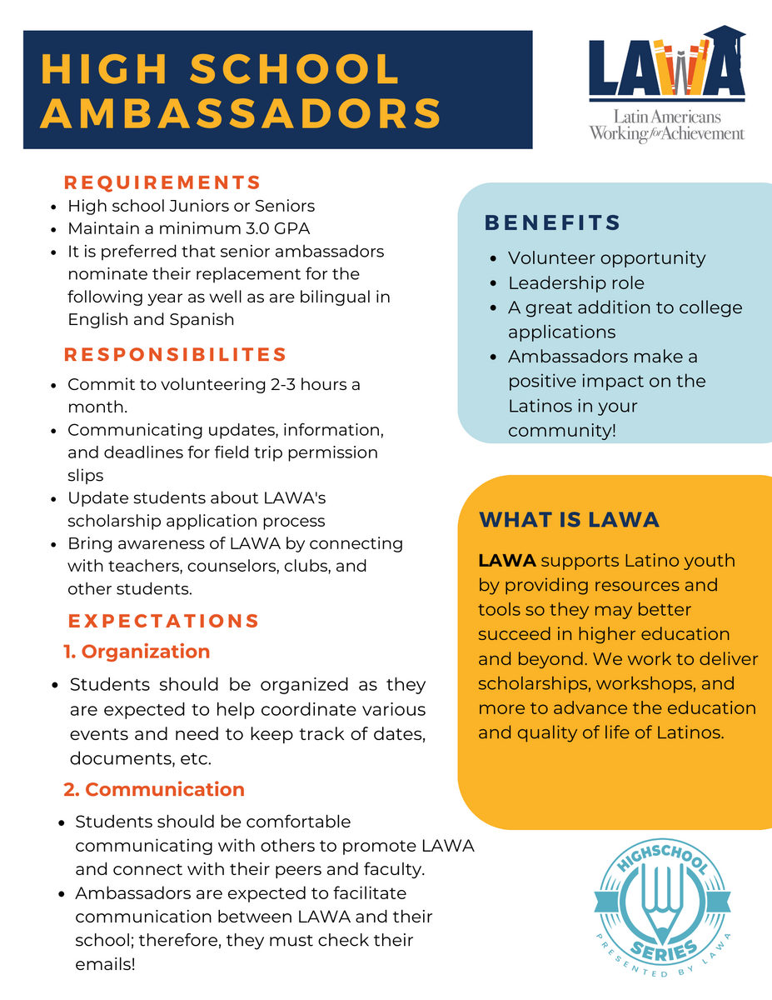 HIGH SCHOOL
AMBASSADORS
LAWA
Latin Americans
Working for Achievement
REQUIREMENTS
• High school Juniors or Seniors
• Maintain a minimum 3.0 GPA
• It is preferred that senior ambassadors
nominate their replacement for the
following year as well as are bilingual in
English and Spanish
RESPONSIBILITES
• Commit to volunteering 2-3 hours a
month.
• Communicating updates, information,
and deadlines for field trip permission
slips
• Update students about LAWA's
scholarship application process
• Bring awareness of LAWA by connecting
with teachers, counselors, clubs, and
other students.
EXPECTATIONS
1. Organization
• Students should be organized as they
are expected to help coordinate various
events and need to keep track of dates,
documents, etc.
2. Communication
• Students should be comfortable
communicating with others to promote LAWA
and connect with their peers and faculty.
• Ambassadors are expected to facilitate
communication between LAWA and their
school; therefore, they must check their
emails!
BENEFITS
• Volunteer opportunity
• Leadership role
• A great addition to college
applications
• Ambassadors make a
positive impact on the
Latinos in your
community!
WHAT IS LAWA
LAWA supports Latino youth
by providing resources and
tools so they may better
succeed in higher education
and beyond. We work to deliver
scholarships, workshops, and
more to advance the education
and quality of life of Latinos.
HIGHSCHOOL
SERIES
PRESENTED BY LAWA